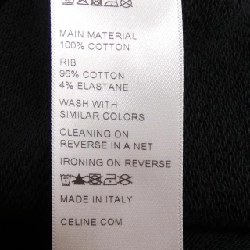 MAIN MATERIAL
100% COTTON
RIB
96% COTTON
4% ELASTANE
WASH WITH
SIMILAR COLORS
CLEANING ON
REVERSE IN A NET
IRONING ON REVERSE
MADE IN ITALY
CELINE.COM